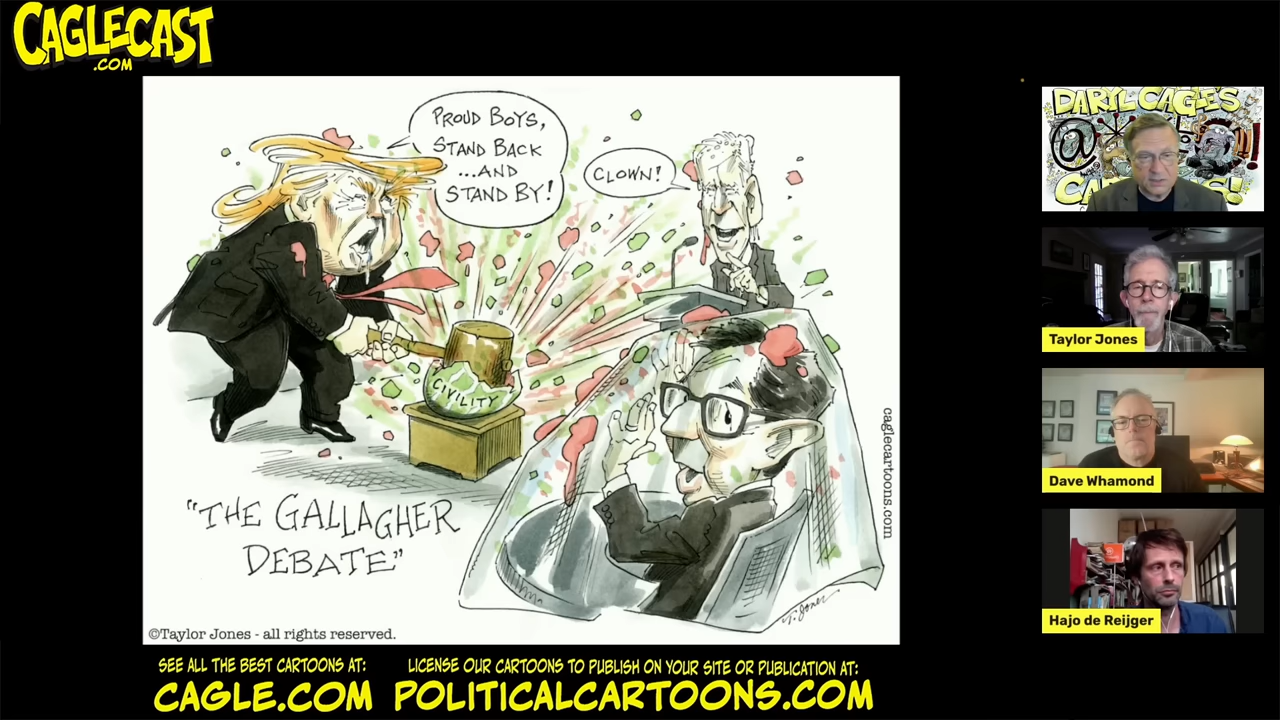 CAGLECAST
.COM
PROUD BOYS,
STAND BACK
...AND
STAND BY!
CLOWN!
CIVILITY
"THE GALLAGHER
DEBATE"
T. Jones
caglecartoons.com
©Taylor Jones - all rights reserved.
SEE ALL THE BEST CARTOONS AT:
CAGLE.COM
LICENSE OUR CARTOONS TO PUBLISH ON YOUR SITE OR PUBLICATION AT:
POLITICALCARTOONS.COM
DARYL CAGLE'S
Taylor Jones
Dave Whamond
Hajo de Reijger